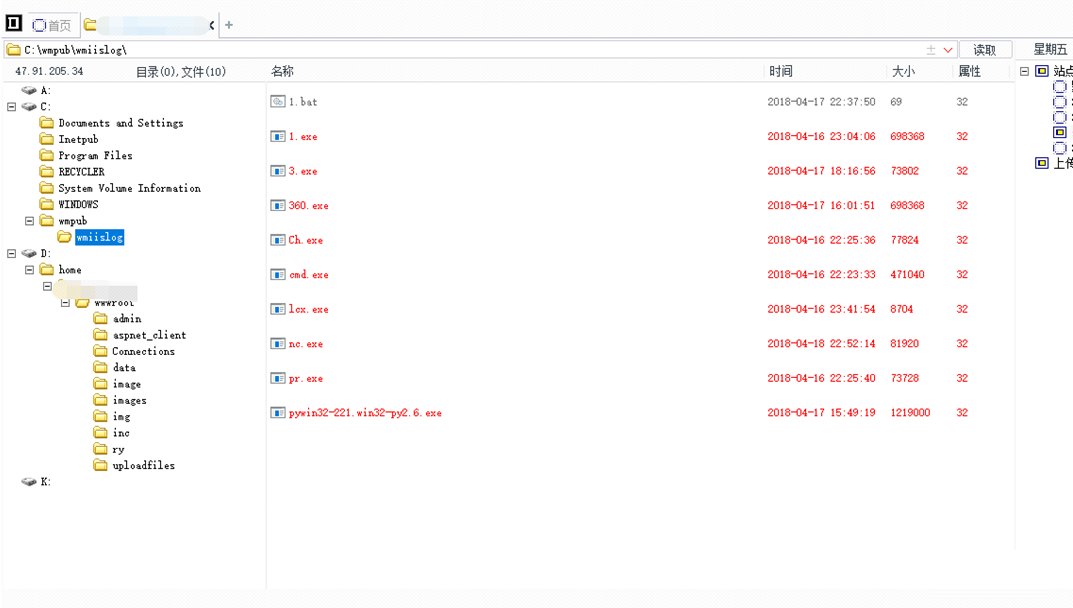 首页
+
C:\wmpub\wmiislog\
读取
星期五
47.91.205.34 目录(0),文件(10)
名称 时间 大小 属性
站点
A:
C:
Documents and Settings
Inetpub
Program Files
RECYCLER
System Volume Information
WINDOWS
wmpub
wmiislog
D:
home
wwwroot
admin
aspnet_client
Connections
data
image
images
img
inc
ry
uploadfiles
K:
1.bat 2018-04-17 22:37:50 69 32
1.exe 2018-04-16 23:04:06 698368 32
3.exe 2018-04-17 18:16:56 73802 32
360.exe 2018-04-17 16:01:51 698368 32
Ch.exe 2018-04-16 22:25:36 77824 32
cmd.exe 2018-04-16 22:23:33 471040 32
lcx.exe 2018-04-16 23:41:54 8704 32
nc.exe 2018-04-18 22:52:14 81920 32
pr.exe 2018-04-16 22:25:40 73728 32
pywin32-221.win32-py2.6.exe 2018-04-17 15:49:19 1219000 32
上传